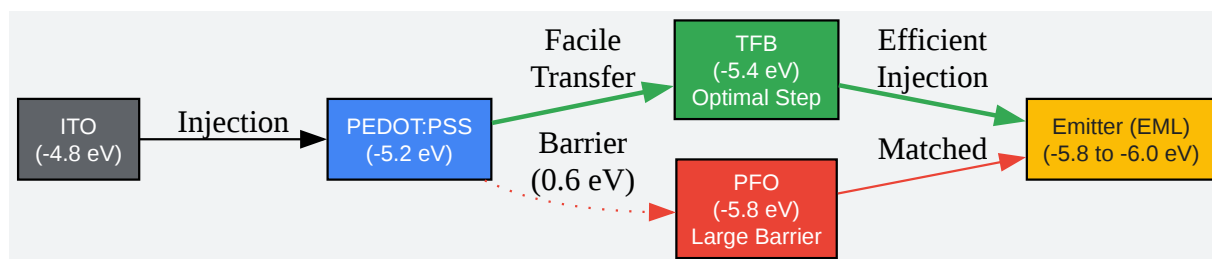 ITO
(-4.8 eV)
Injection
PEDOT:PSS
(-5.2 eV)
Facile
Transfer
Barrier
(0.6 eV)
TFB
(-5.4 eV)
Optimal Step
PFO
(-5.8 eV)
Large Barrier
Efficient
Injection
Matched
Emitter (EML)
(-5.8 to -6.0 eV)